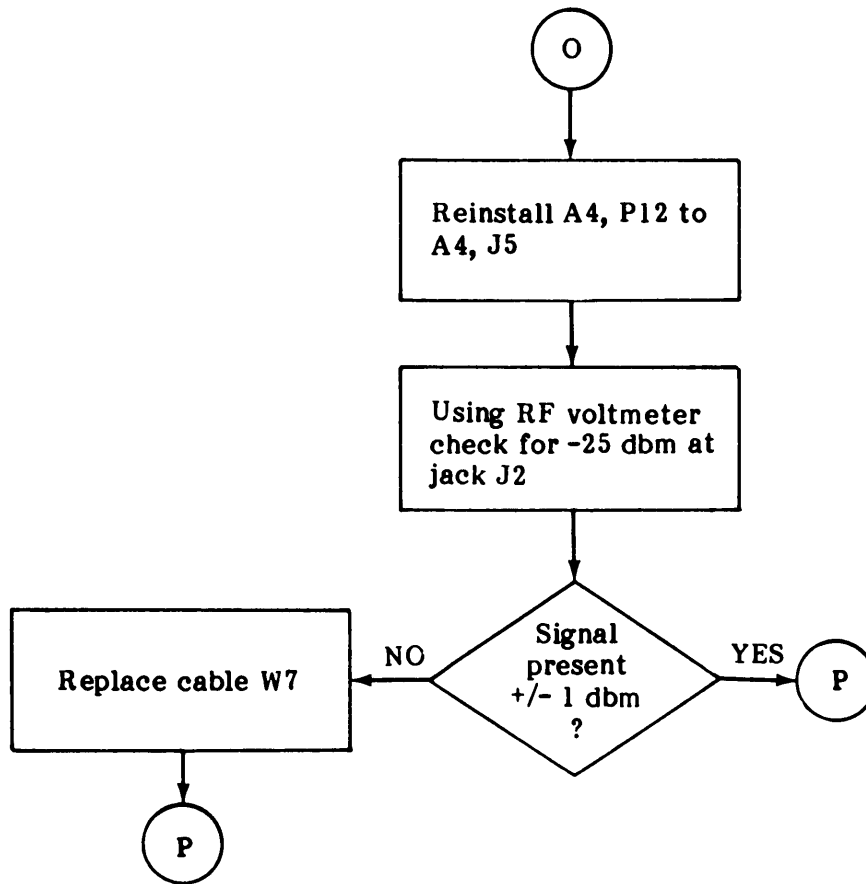 O
Reinstall A4, P12 to
A4, J5
Using RF voltmeter
check for -25 dbm at
jack J2
Signal
present
+/- 1 dbm
?
NO
YES
Replace cable W7
P
P